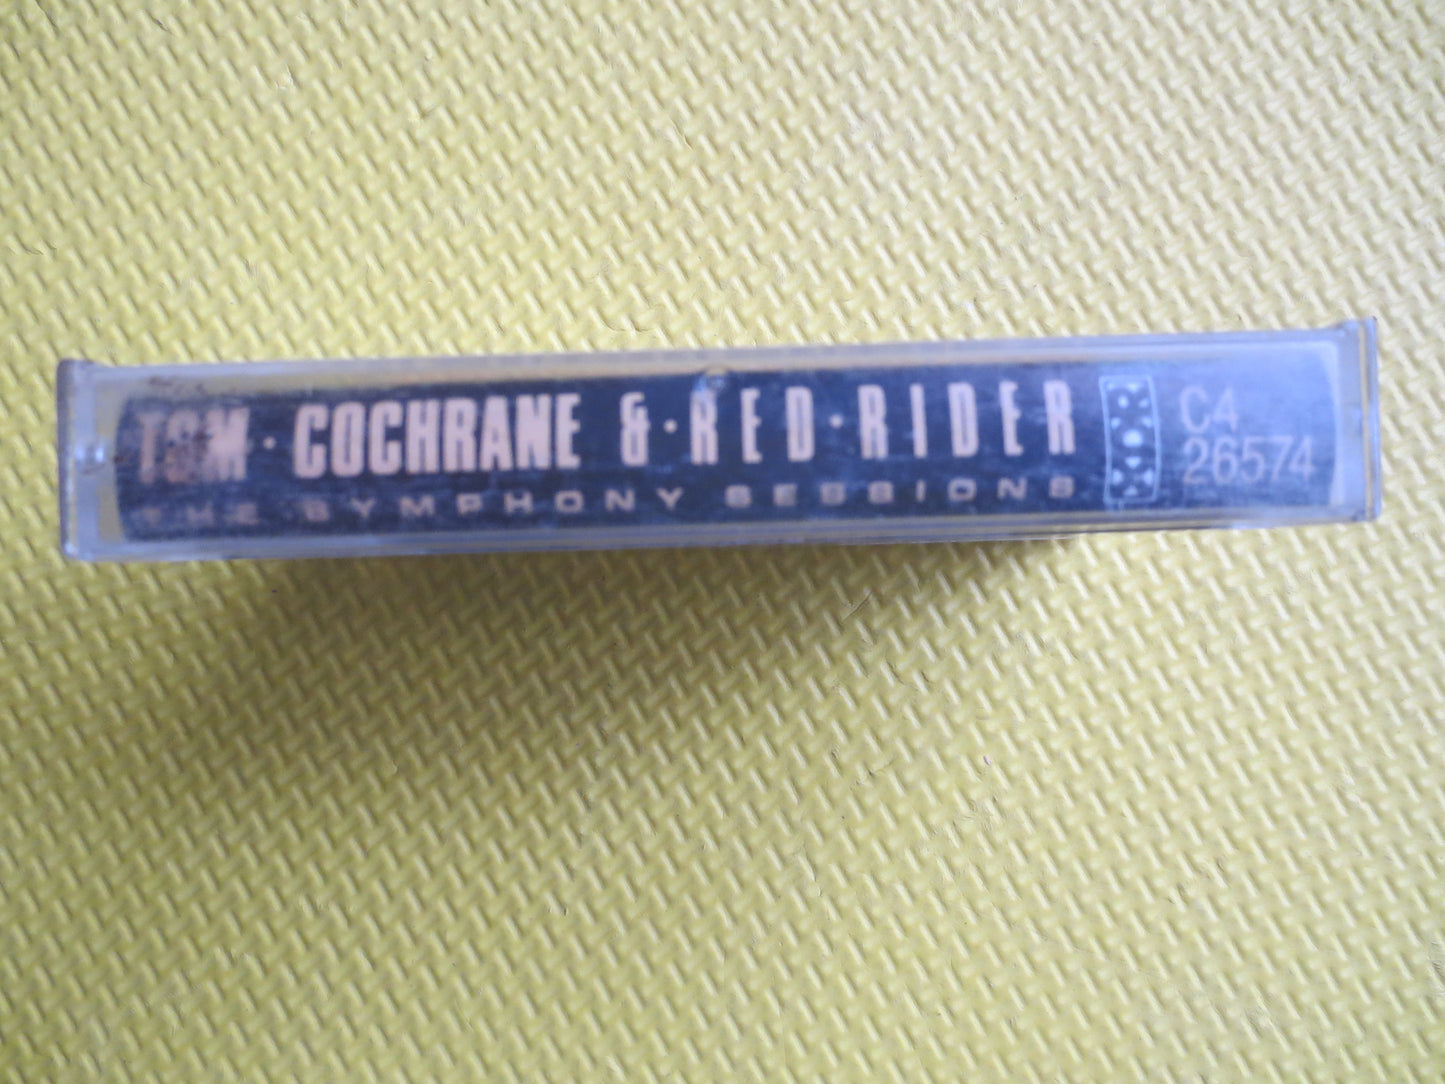 TOM · COCHRANE & · RED · RIDER
THE SYMPHONY SESSIONS
C4
26574